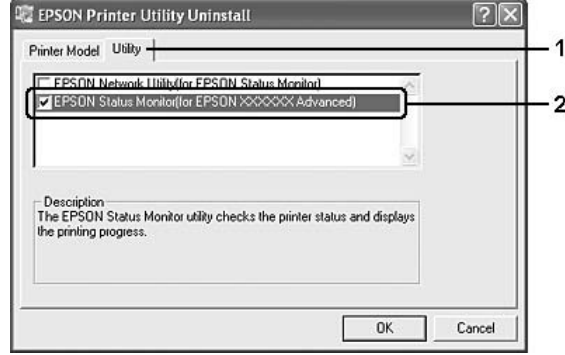 EPSON Printer Utility Uninstall
Printer Model Utility
1
EPSON Network Utility(for EPSON Status Monitor)
EPSON Status Monitor(for EPSON XXXXXX Advanced)
2
Description
The EPSON Status Monitor utility checks the printer status and displays
the printing progress.
OK Cancel